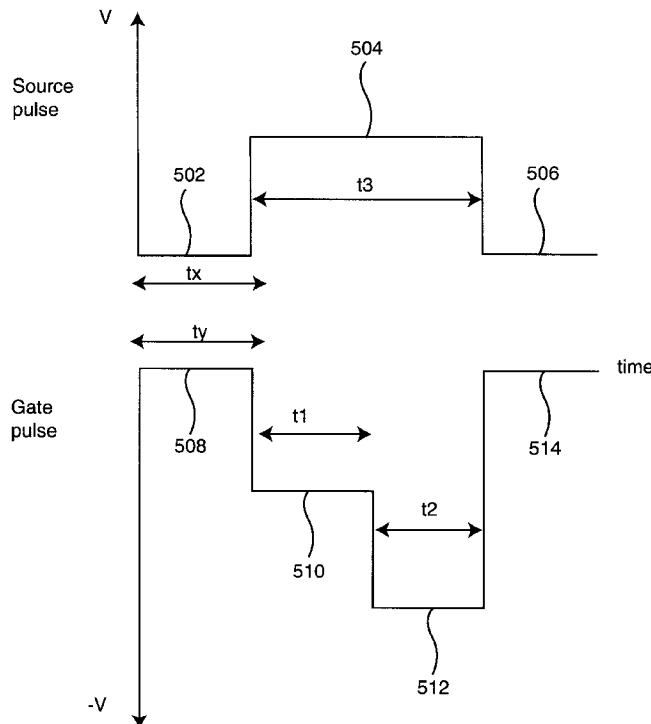 V
504
Source
pulse
502
t3
506
tx
ty
time
Gate
pulse
508
t1
514
t2
510
512
-V